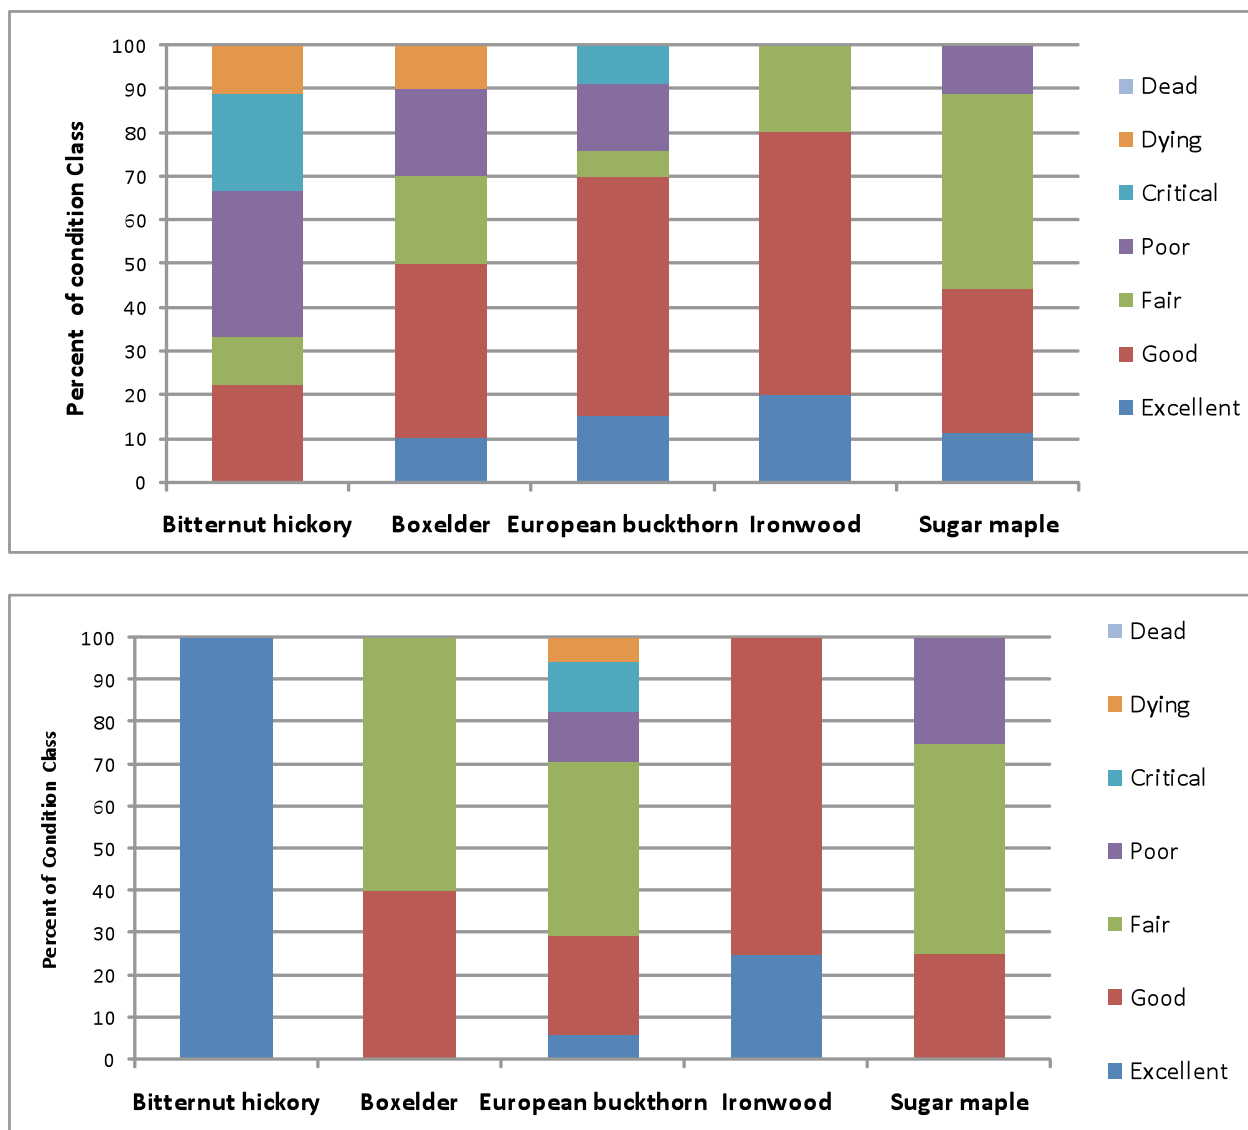 Percent of condition Class
100
90
80
70
60
50
40
30
20
10
0
Bitternut hickory Boxelder European buckthorn Ironwood Sugar maple
Dead
Dying
Critical
Poor
Fair
Good
Excellent
Percent of Condition Class
100
90
80
70
60
50
40
30
20
10
0
Bitternut hickory Boxelder European buckthorn Ironwood Sugar maple
Dead
Dying
Critical
Poor
Fair
Good
Excellent